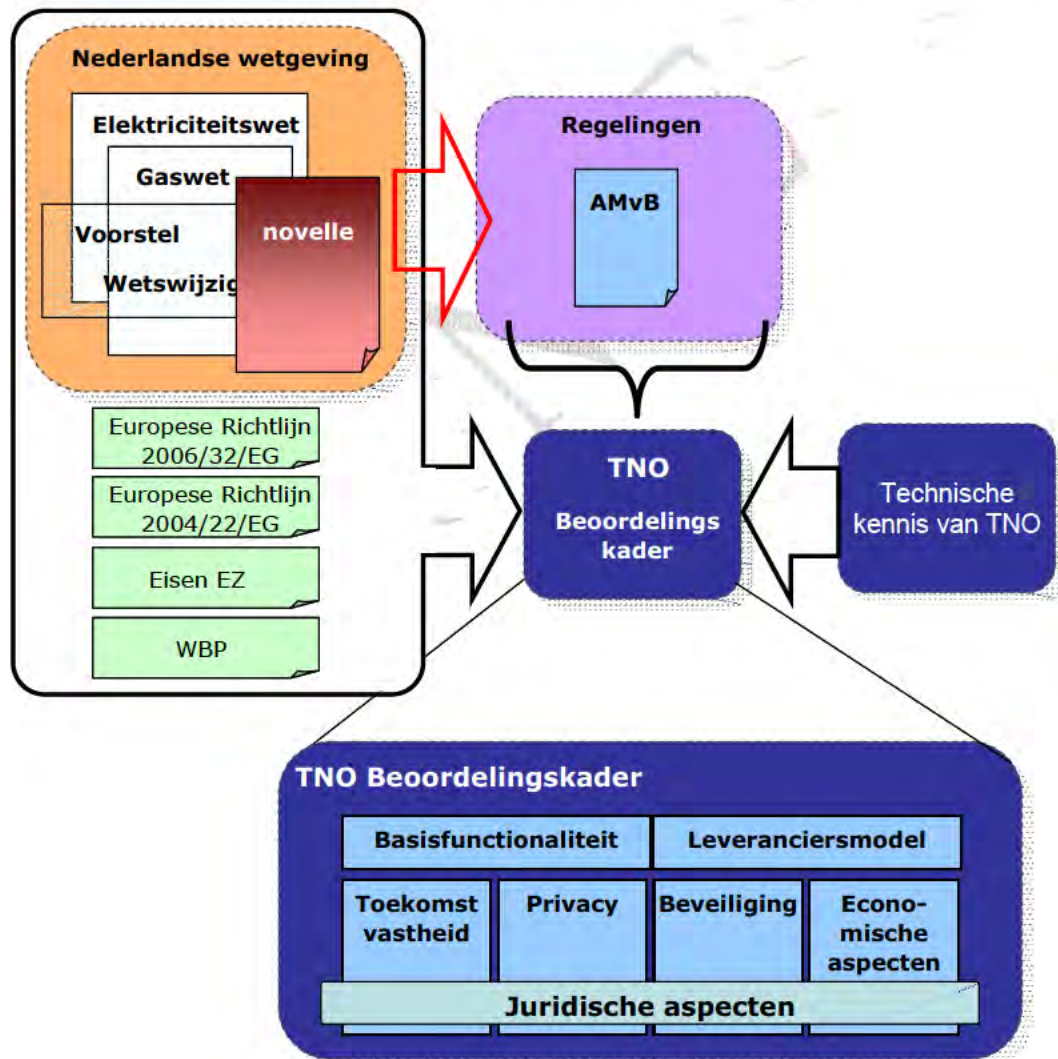 Nederlandse wetgeving
Elektriciteitswet
Gaswet
Voorstel
Wetswijzig
novelle
Europese Richtlijn
2006/32/EG
Europese Richtlijn
2004/22/EG
Eisen EZ
WBP
Regelingen
AMvB
TNO
Beoordelings
kader
Technische
kennis van TNO
TNO Beoordelingskader
Basisfunctionaliteit
Leveranciersmodel
Toekomst
vastheid
Privacy
Beveiliging
Econo-
mische
aspecten
Juridische aspecten